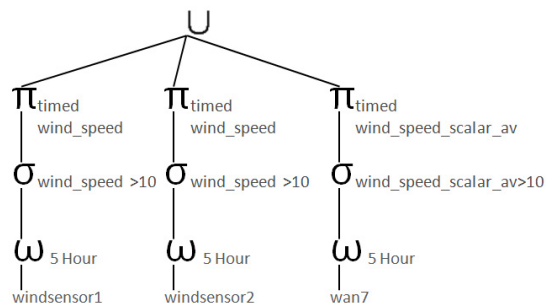 ∪
π timed π timed π timed
wind_speed wind_speed wind_speed_scalar_av
σ wind_speed >10 σ wind_speed >10 σ wind_speed_scalar_av>10
ω 5 Hour ω 5 Hour ω 5 Hour
windsensor1 windsensor2 wan7